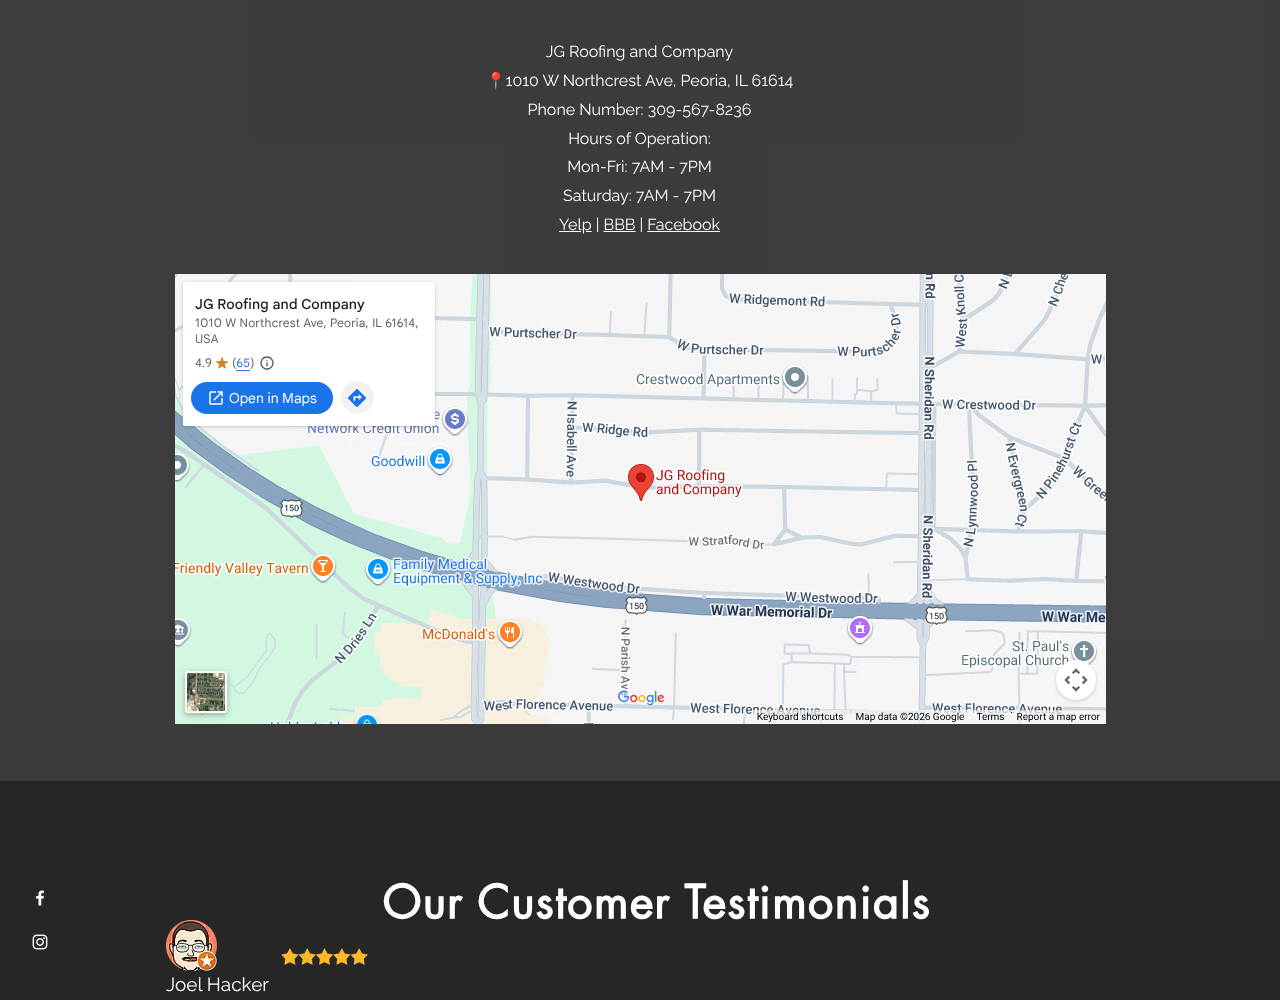 JG Roofing and Company
📍1010 W Northcrest Ave, Peoria, IL 61614
Phone Number: 309-567-8236
Hours of Operation:
Mon-Fri: 7AM - 7PM
Saturday: 7AM - 7PM
Yelp | BBB | Facebook
JG Roofing and Company
1010 W Northcrest Ave, Peoria, IL 61614,
USA
4.9 ★ (65)
Open in Maps
W Ridgemont Rd
W Purtscher Dr
W Purtscher Dr
W Purtscher Dr
West Knoll C
N Che
N Sheridan Rd
Crestwood Apartments
W Crestwood Dr
Network Credit Union
N Isabell Ave
W Ridge Rd
Goodwill
N Pinehurst Ct
N Evergreen Ct
W Gree
N Lynnwood Pl
JG Roofing
and Company
150
N Sheridan Rd
W Stratford Dr
Friendly Valley Tavern
Family Medical
Equipment & Supply, Inc
W Westwood Dr
W Westwood Dr
150
W War Memorial Dr
150
W War Me
McDonald's
N Dries Ln
N Parish Ave
St. Paul's
Episcopal Church
Google
West Florence Avenue
West Florence Avenue
West Florence Avenue
Keyboard shortcuts
Map data ©2026 Google
Terms
Report a map error
Our Customer Testimonials
Joel Hacker